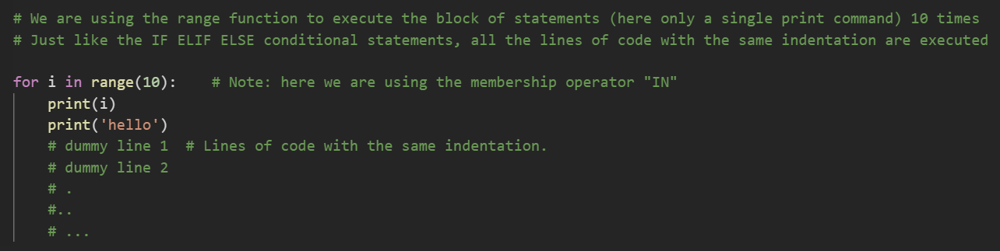 # We are using the range function to execute the block of statements (here only a single print command) 10 times
# Just like the IF ELIF ELSE conditional statements, all the lines of code with the same indentation are executed
for i in range(10):    # Note: here we are using the membership operator "IN"
    print(i)
    print('hello')
    # dummy line 1  # Lines of code with the same indentation.
    # dummy line 2
    # .
    #..
    # ...